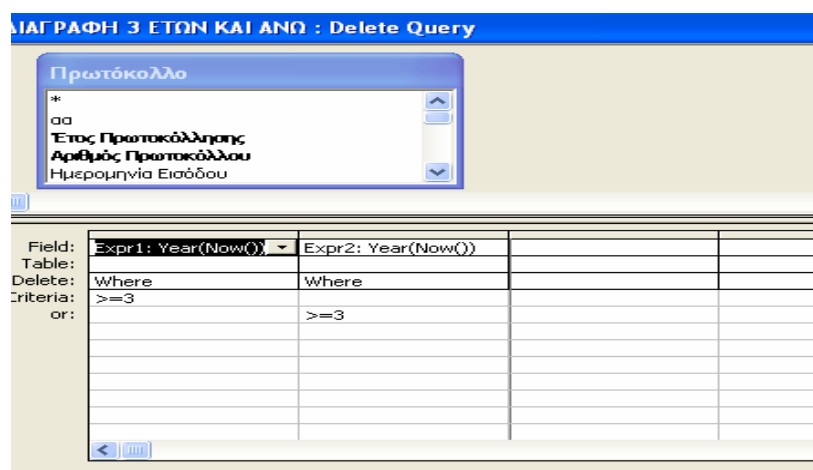 ΔΙΑΓΡΑΦΗ 3 ΕΤΩΝ ΚΑΙ ΑΝΩ : Delete Query
Πρωτόκολλο
*
αα
Έτος Πρωτοκόλλησης
Αριθμός Πρωτοκόλλου
Ημερομηνία Εισόδου
Field: Expr1: Year(Now()) Expr2: Year(Now())
Table:
Delete: Where Where
Criteria: >=3
or: >=3